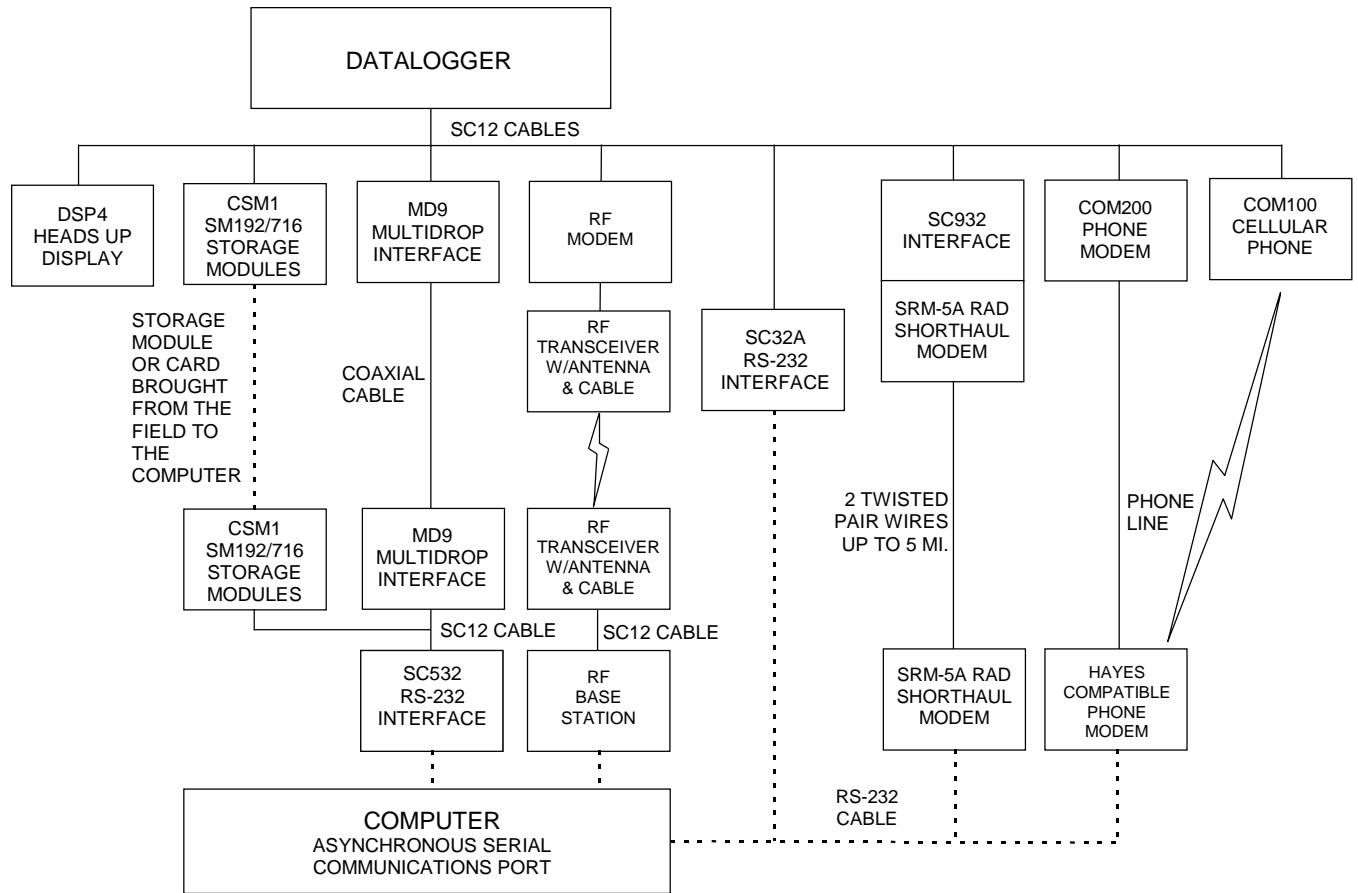 DATALOGGER
SC12 CABLES
DSP4
HEADS UP
DISPLAY
CSM1
SM192/716
STORAGE
MODULES
MD9
MULTIDROP
INTERFACE
RF
MODEM
SC932
INTERFACE
COM200
PHONE
MODEM
COM100
CELLULAR
PHONE
STORAGE
MODULE
OR CARD
BROUGHT
FROM THE
FIELD TO
THE
COMPUTER
COAXIAL
CABLE
RF
TRANSCEIVER
W/ANTENNA
& CABLE
SC32A
RS-232
INTERFACE
SRM-5A RAD
SHORTHAUL
MODEM
2 TWISTED
PAIR WIRES
UP TO 5 MI.
PHONE
LINE
CSM1
SM192/716
STORAGE
MODULES
MD9
MULTIDROP
INTERFACE
RF
TRANSCEIVER
W/ANTENNA
& CABLE
SC12 CABLE
SC12 CABLE
SC532
RS-232
INTERFACE
RF
BASE
STATION
SRM-5A RAD
SHORTHAUL
MODEM
HAYES
COMPATIBLE
PHONE
MODEM
RS-232
CABLE
COMPUTER
ASYNCHRONOUS SERIAL
COMMUNICATIONS PORT